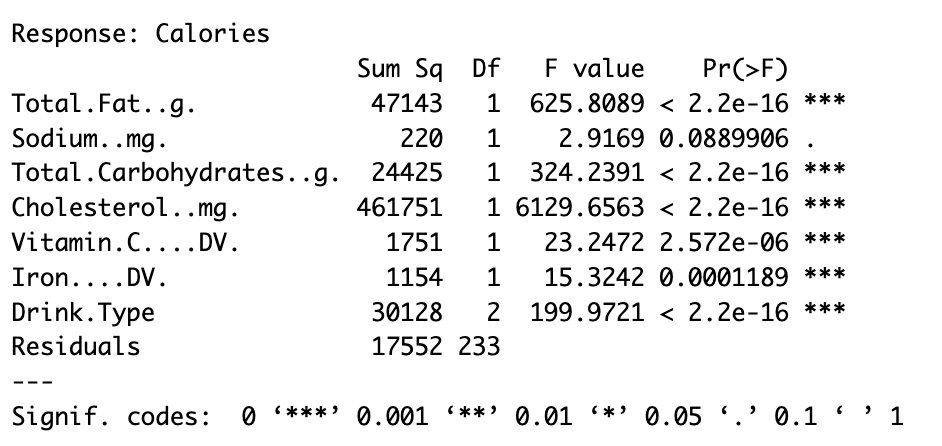 Response: Calories
Sum Sq Df F value Pr(>F)
Total.Fat..g. 47143 1 625.8089 < 2.2e-16 ***
Sodium..mg. 220 1 2.9169 0.0889906 .
Total.Carbohydrates..g. 24425 1 324.2391 < 2.2e-16 ***
Cholesterol..mg. 461751 1 6129.6563 < 2.2e-16 ***
Vitamin.C....DV. 1751 1 23.2472 2.572e-06 ***
Iron....DV. 1154 1 15.3242 0.0001189 ***
Drink.Type 30128 2 199.9721 < 2.2e-16 ***
Residuals 17552 233
---
Signif. codes: 0 ‘***’ 0.001 ‘**’ 0.01 ‘*’ 0.05 ‘.’ 0.1 ‘ ’ 1